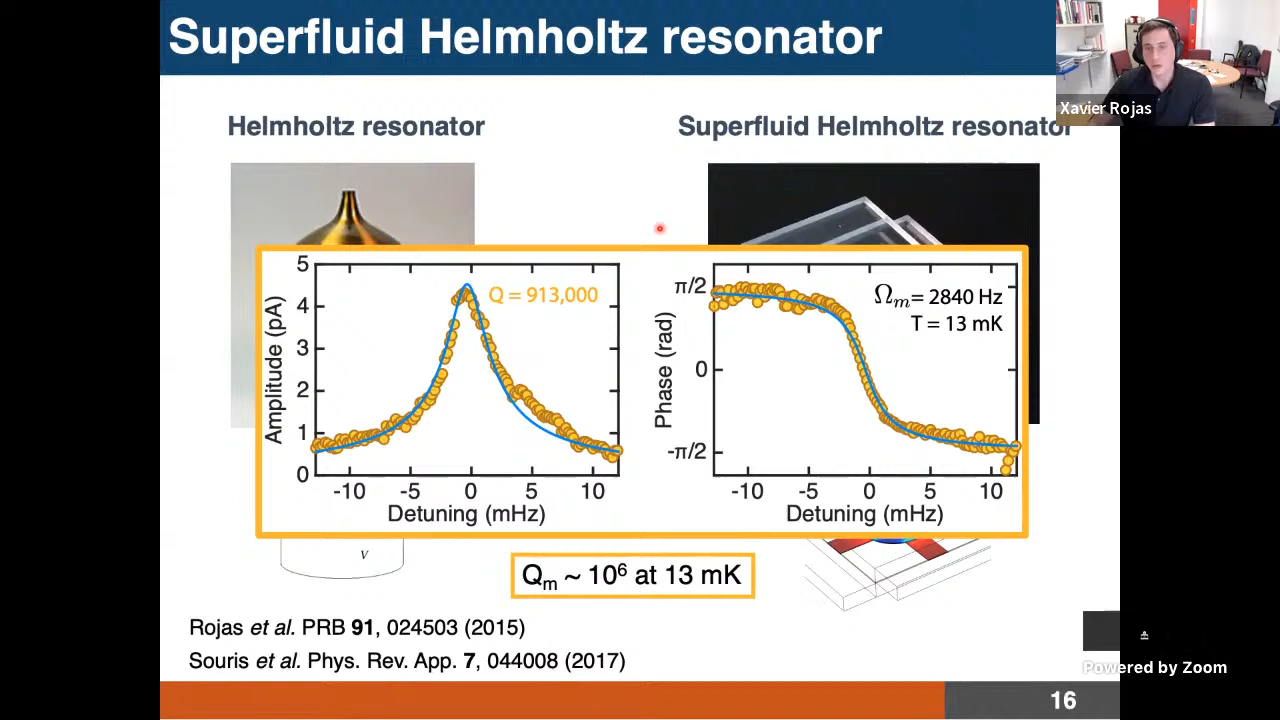 Superfluid Helmholtz resonator
Xavier Rojas
Helmholtz resonator
Superfluid Helmholtz resonator
5
4
3
2
1
0
Amplitude (pA)
Q = 913,000
-10 -5 0 5 10
Detuning (mHz)
π/2
0
-π/2
Phase (rad)
Ωm = 2840 Hz
T = 13 mK
-10 -5 0 5 10
Detuning (mHz)
V
Qm ~ 10⁶ at 13 mK
Rojas et al. PRB 91, 024503 (2015)
Souris et al. Phys. Rev. App. 7, 044008 (2017)
Powered by Zoom
16